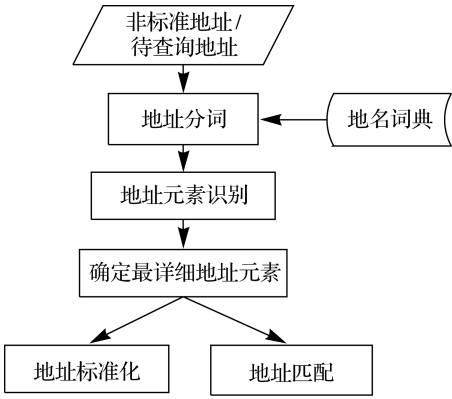 非标准地址/
待查询地址
地址分词
地名词典
地址元素识别
确定最详细地址元素
地址标准化
地址匹配